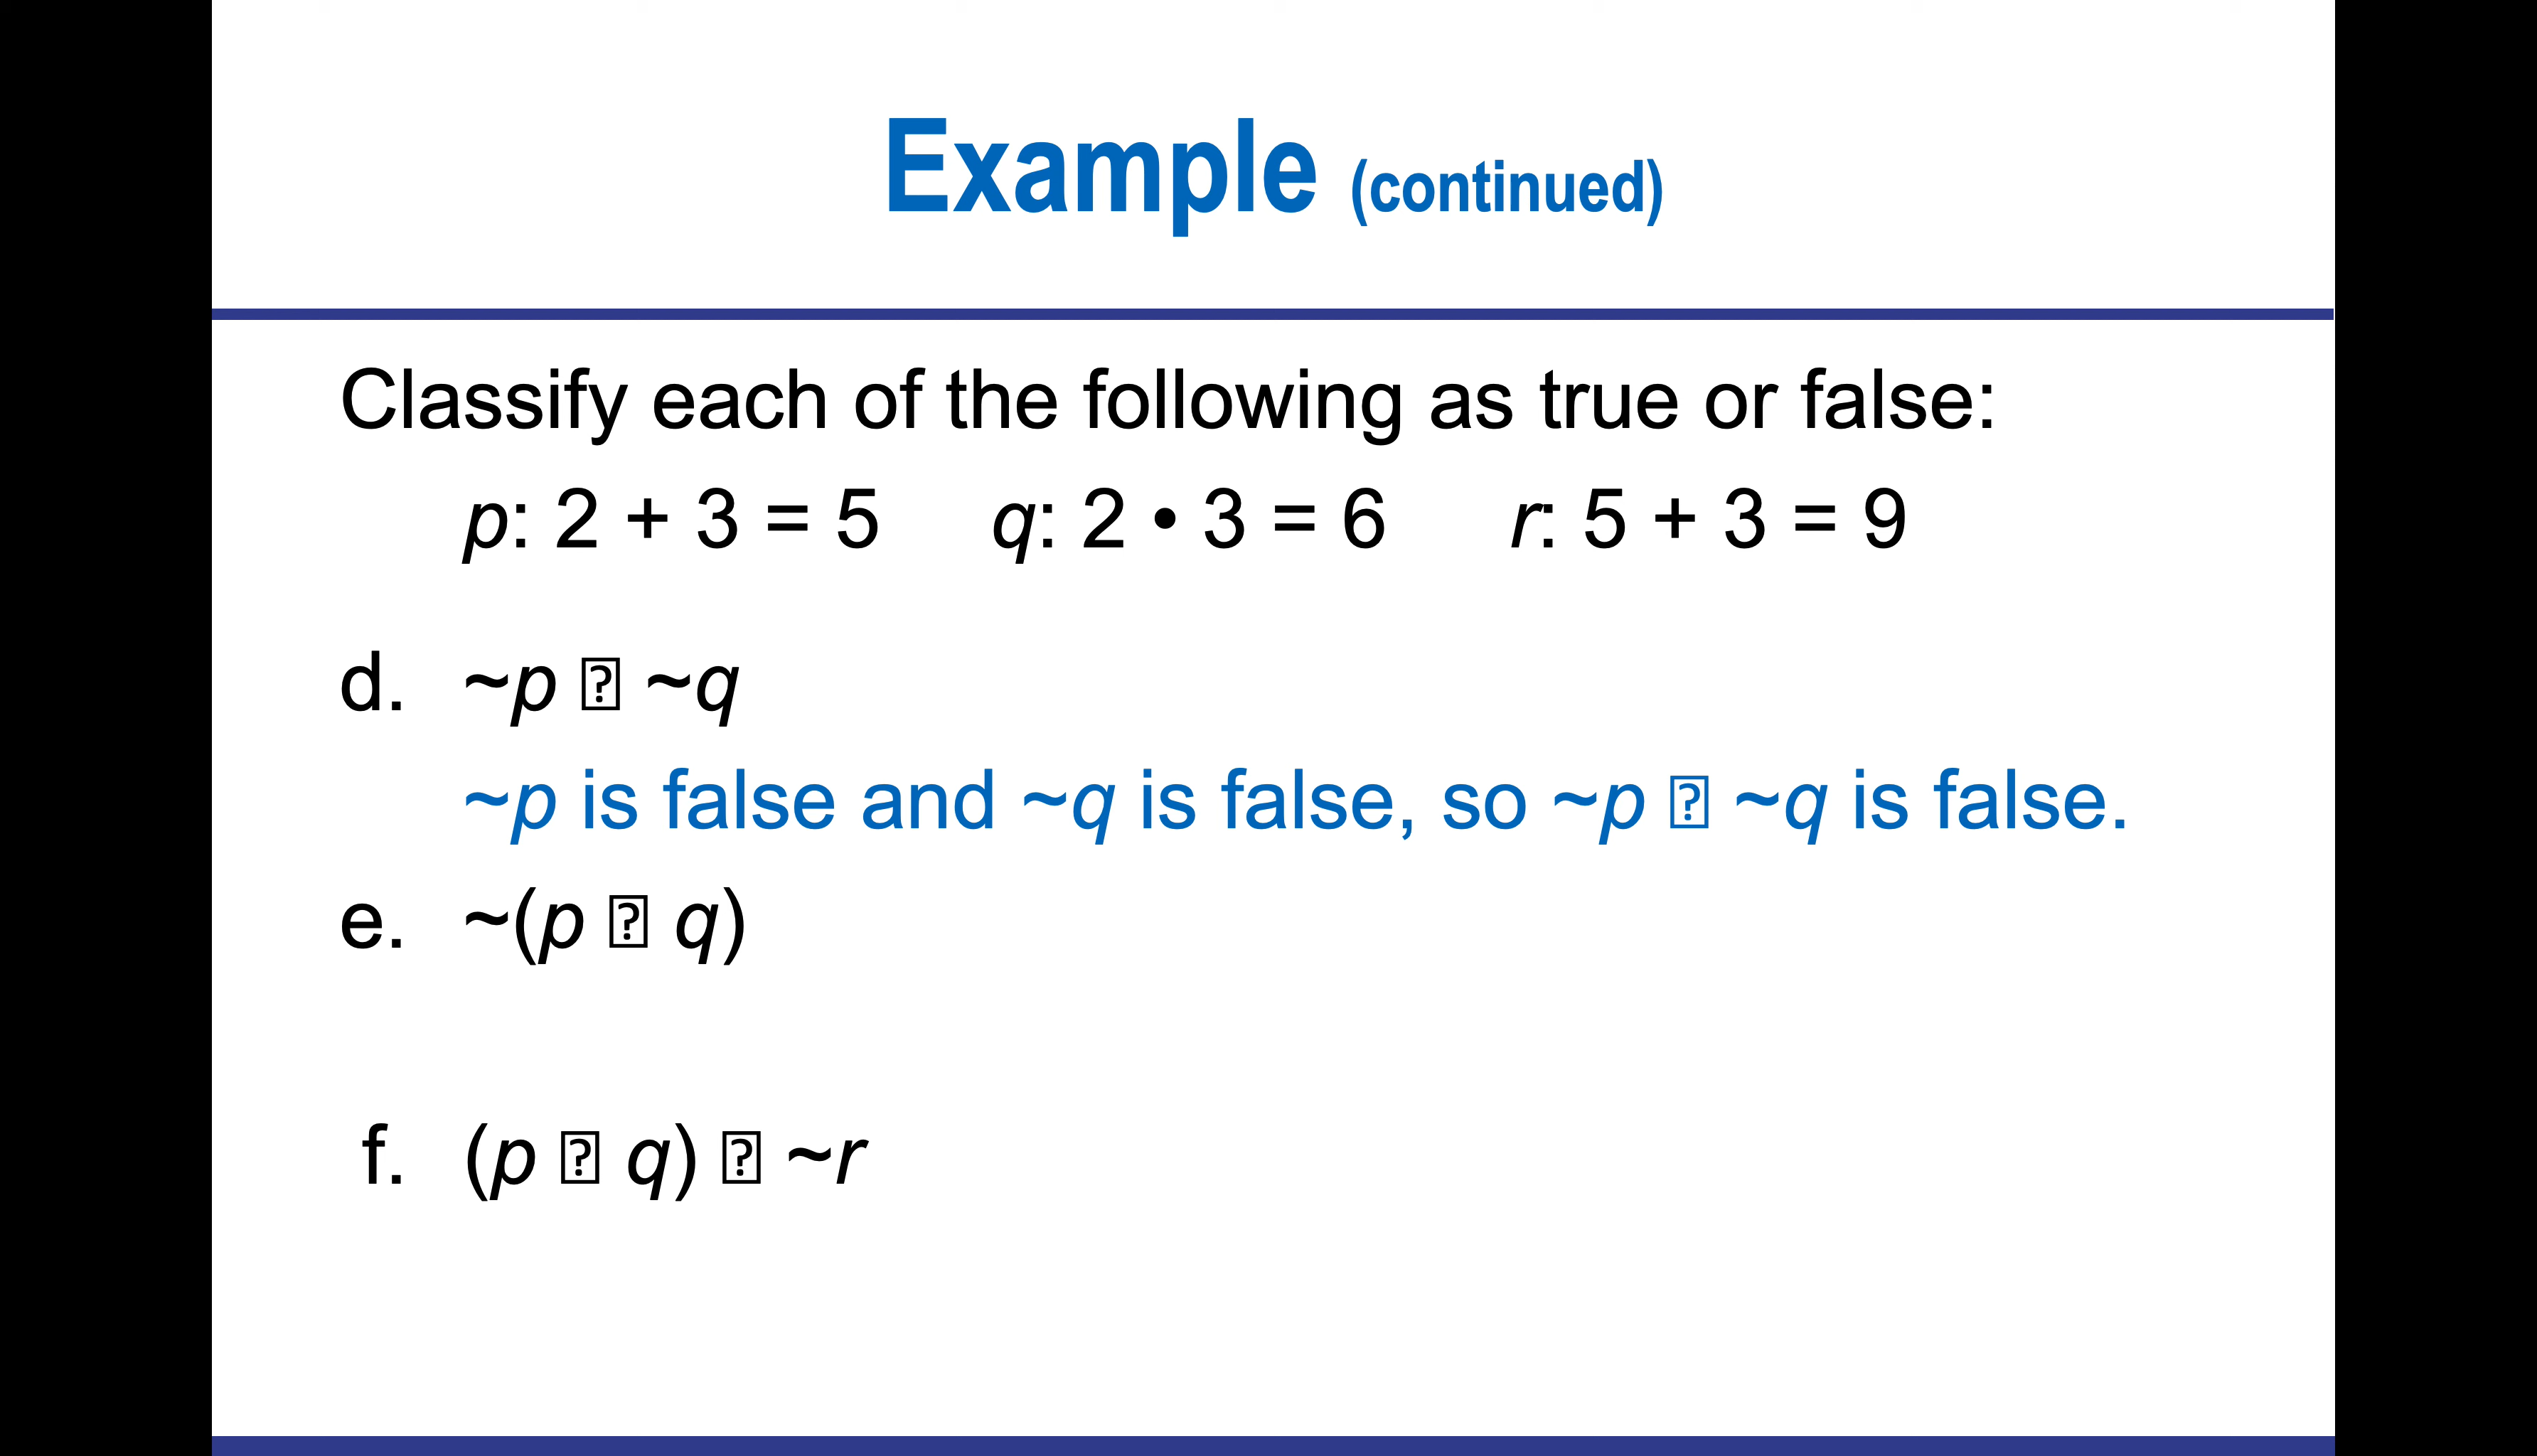 Example (continued)
Classify each of the following as true or false:
p: 2 + 3 = 5 q: 2 • 3 = 6 r: 5 + 3 = 9
d. ~p ⍰ ~q
~p is false and ~q is false, so ~p ⍰ ~q is false.
e. ~(p ⍰ q)
f. (p ⍰ q) ⍰ ~r